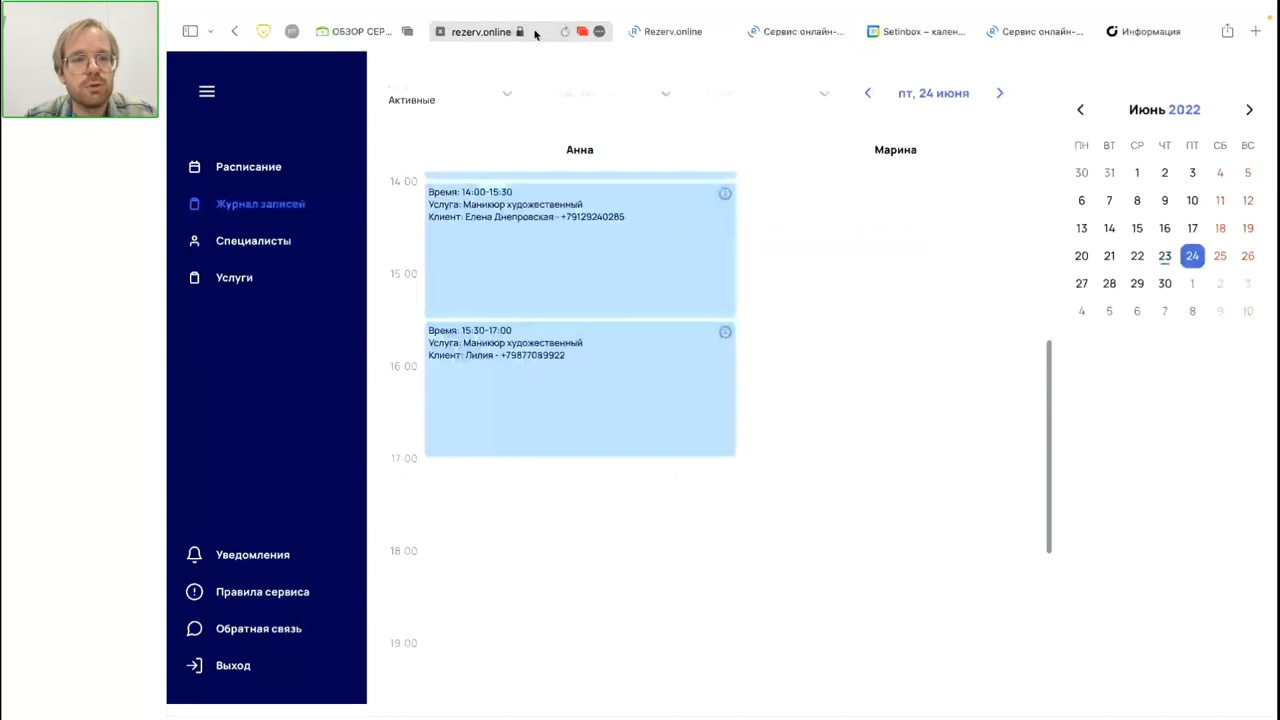 ОБЗОР СЕР...
rezerv.online
Rezerv.online
Сервис онлайн-...
Setinbox – кален...
Сервис онлайн-...
Информация
Активные
пт, 24 июня
Июнь 2022
Анна
Марина
ПН ВТ СР ЧТ ПТ СБ ВС
30 31 1 2 3 4 5
6 7 8 9 10 11 12
13 14 15 16 17 18 19
20 21 22 23 24 25 26
27 28 29 30 1 2 3
4 5 6 7 8 9 10
Расписание
Журнал записей
Специалисты
Услуги
Уведомления
Правила сервиса
Обратная связь
Выход
14 00
Время: 14:00-15:30
Услуга: Маникюр художественный
Клиент: Елена Днепровская - +79129240285
15 00
Время: 15:30-17:00
Услуга: Маникюр художественный
Клиент: Лилия - +79877089922
16 00
17 00
18 00
19 00